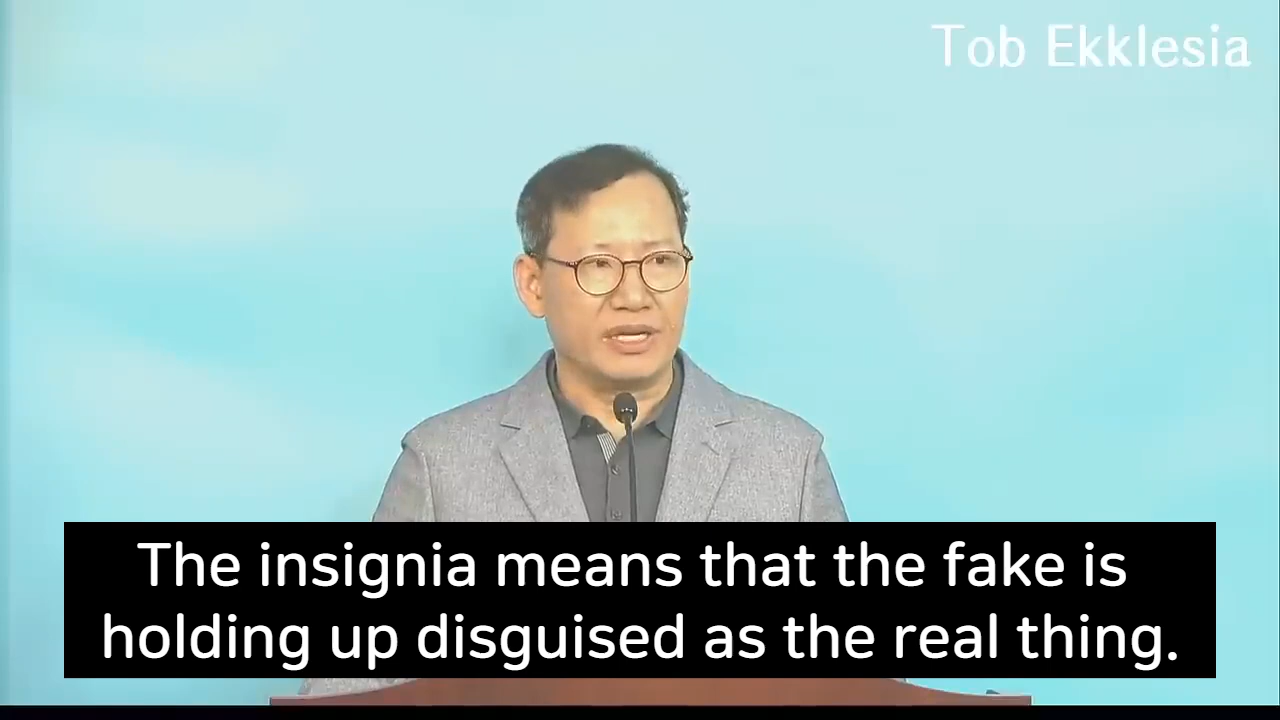 Tob Ekklesia
The insignia means that the fake is
holding up disguised as the real thing.